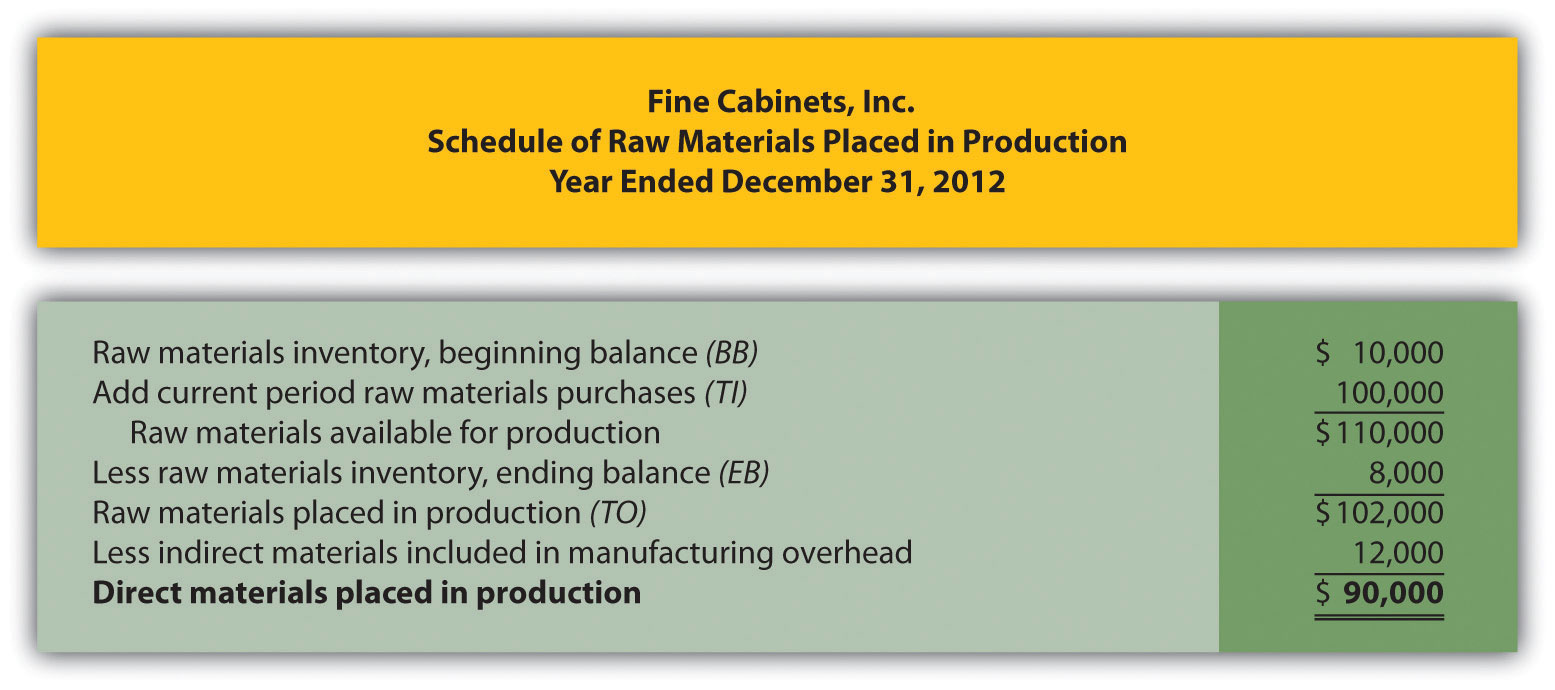 Fine Cabinets, Inc.
Schedule of Raw Materials Placed in Production
Year Ended December 31, 2012
Raw materials inventory, beginning balance (BB) $ 10,000
Add current period raw materials purchases (TI) 100,000
Raw materials available for production $110,000
Less raw materials inventory, ending balance (EB) 8,000
Raw materials placed in production (TO) $102,000
Less indirect materials included in manufacturing overhead 12,000
Direct materials placed in production $ 90,000